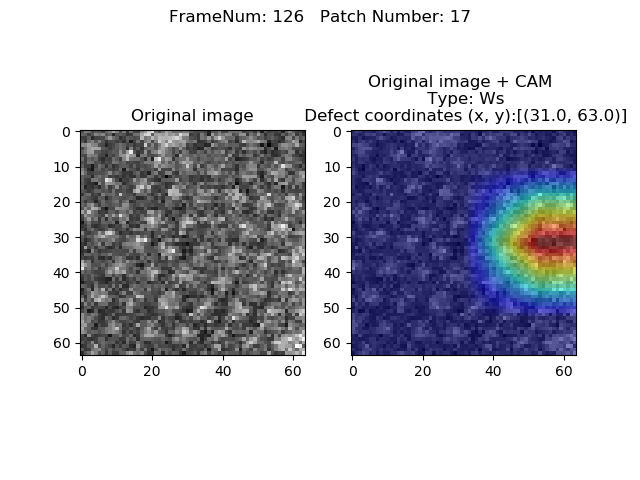 FrameNum: 126   Patch Number: 17
Original image
Original image + CAM
Type: Ws
Defect coordinates (x, y):[(31.0, 63.0)]
0
10
20
30
40
50
60
0 20 40 60
0
10
20
30
40
50
60
0 20 40 60